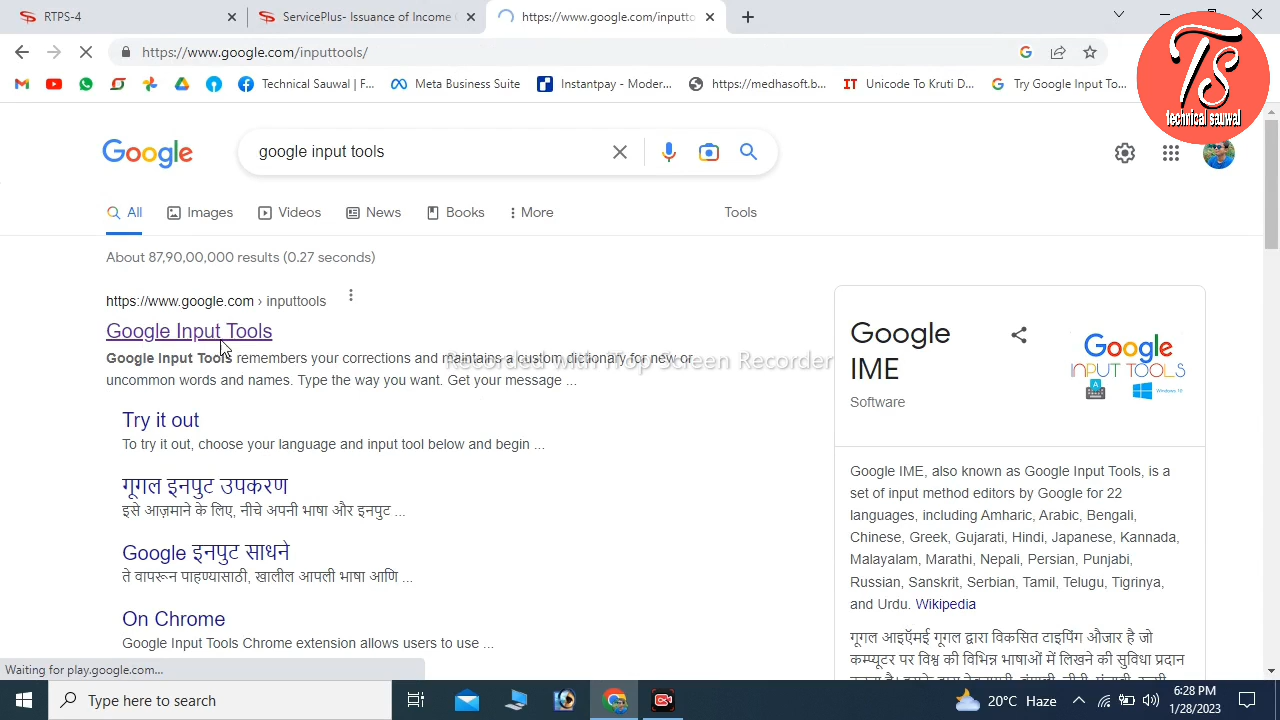 RTPS-4
ServicePlus- Issuance of Income
https://www.google.com/inputto
https://www.google.com/inputtools/
Technical Sauwal | F...
Meta Business Suite
Instantpay - Moder...
https://medhasoft.b...
IT Unicode To Kruti D...
Try Google Input To...
TS
technical sauwal
Google
google input tools
All
Images
Videos
News
Books
More
Tools
About 87,90,00,000 results (0.27 seconds)
https://www.google.com › inputtools
Google Input Tools
Google Input Tools remembers your corrections and maintains a custom dictionary for new or
uncommon words and names. Type the way you want. Get your message ...
Recorded with iTop Screen Recorder
Try it out
To try it out, choose your language and input tool below and begin ...
गूगल इनपुट उपकरण
इसे आज़माने के लिए, नीचे अपनी भाषा और इनपुट ...
Google इनपुट साधने
ते वापरून पाहण्यासाठी, खालील आपली भाषा आणि ...
On Chrome
Google Input Tools Chrome extension allows users to use ...
Google
IME
Software
Google
INPUT TOOLS
Windows 10
Google IME, also known as Google Input Tools, is a
set of input method editors by Google for 22
languages, including Amharic, Arabic, Bengali,
Chinese, Greek, Gujarati, Hindi, Japanese, Kannada,
Malayalam, Marathi, Nepali, Persian, Punjabi,
Russian, Sanskrit, Serbian, Tamil, Telugu, Tigrinya,
and Urdu. Wikipedia
गूगल आइऍमई गूगल द्वारा विकसित टाइपिंग औजार है जो
कम्प्यूटर पर विश्व की विभिन्न भाषाओं में लिखने की सुविधा प्रदान
Waiting for play.google.com...
Type here to search
20°C Haze
6:28 PM
1/28/2023